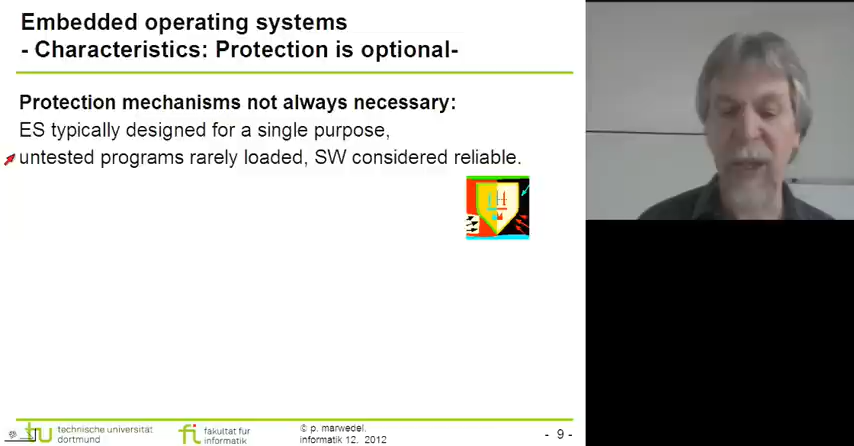 Embedded operating systems
- Characteristics: Protection is optional-
Protection mechanisms not always necessary:
ES typically designed for a single purpose,
untested programs rarely loaded, SW considered reliable.
technische universität
dortmund
fakultät für
informatik
© p. marwedel.
informatik 12. 2012
- 9 -